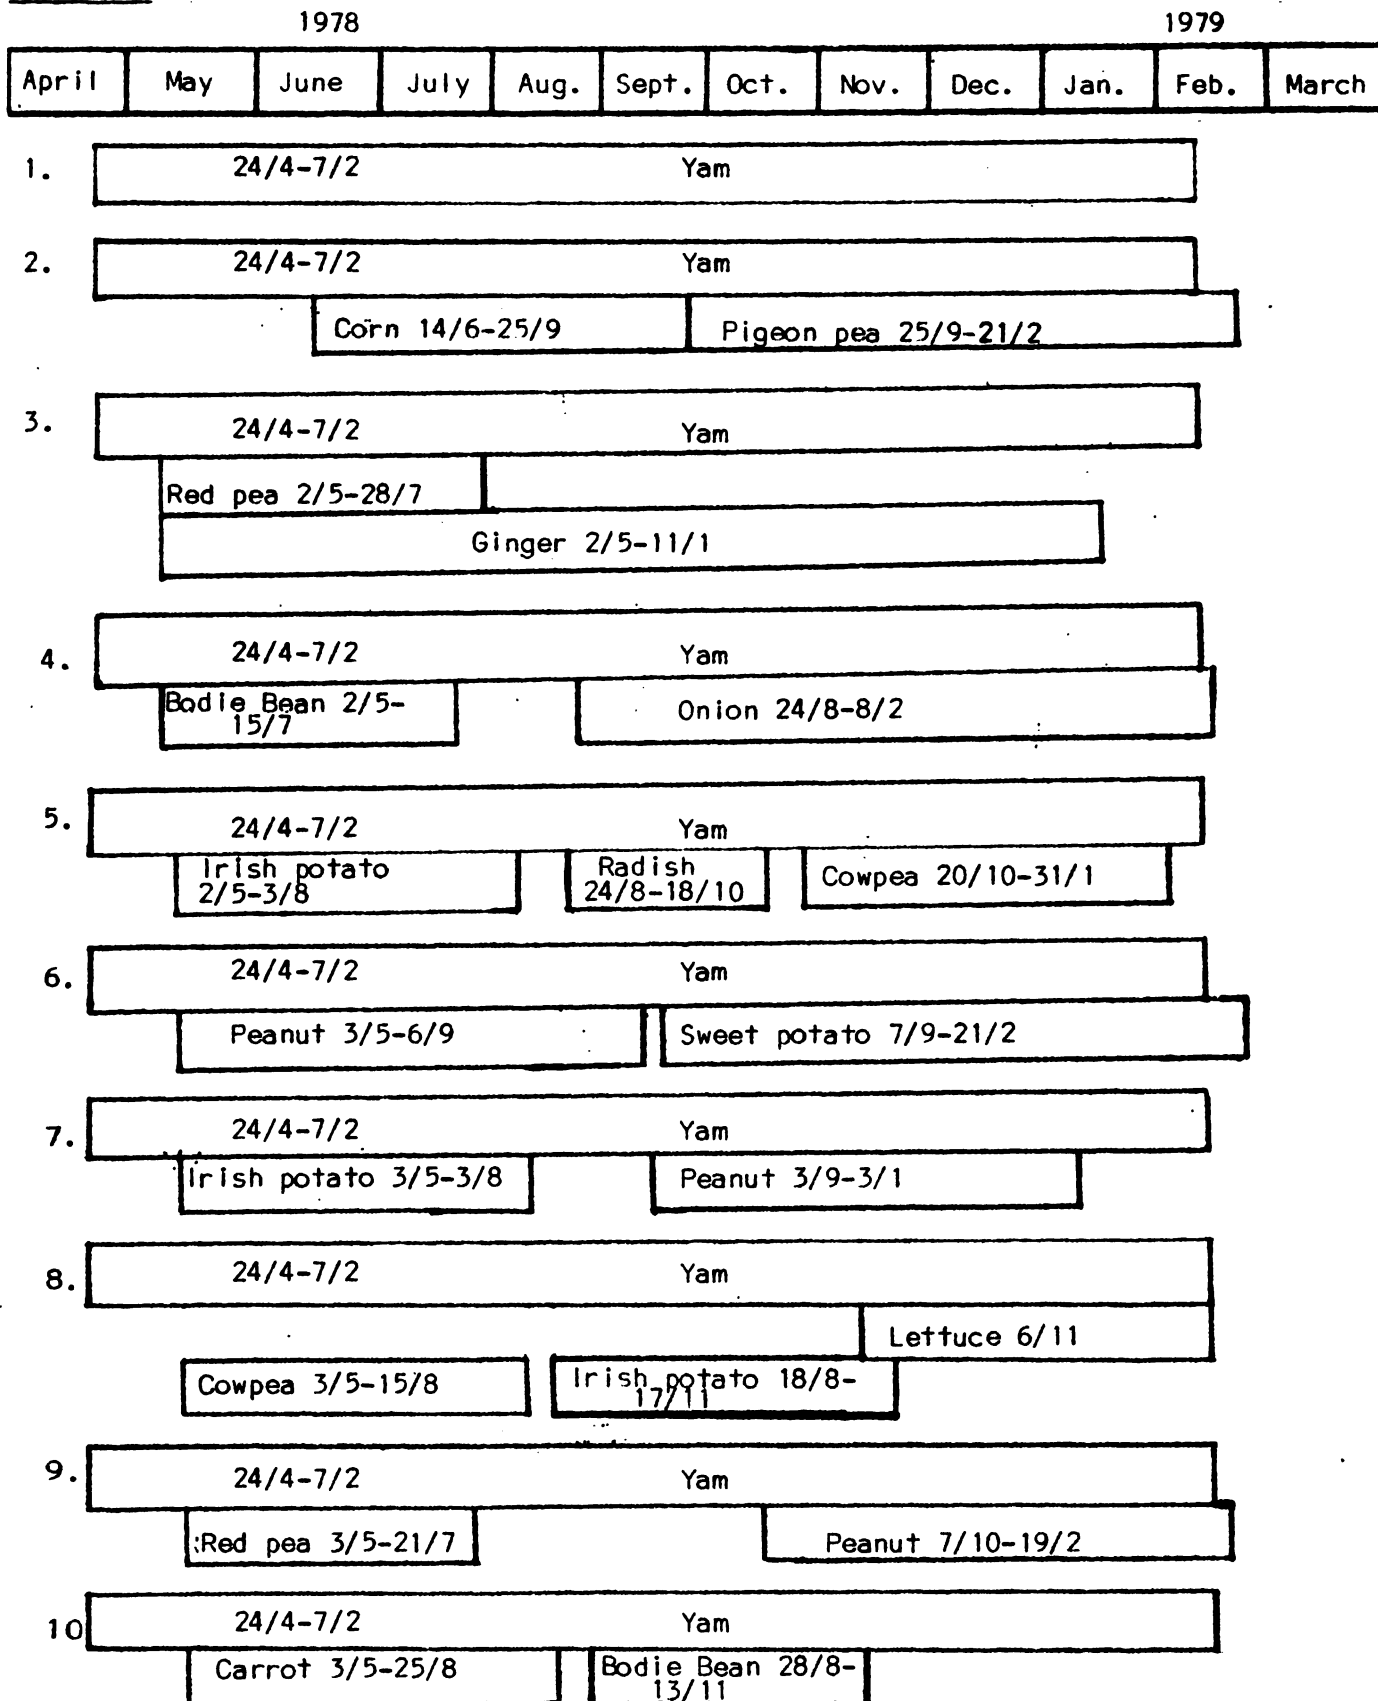 1978 1979
April May June July Aug. Sept. Oct. Nov. Dec. Jan. Feb. March
1. 24/4-7/2 Yam
2. 24/4-7/2 Yam
Corn 14/6-25/9 Pigeon pea 25/9-21/2
3. 24/4-7/2 Yam
Red pea 2/5-28/7
Ginger 2/5-11/1
4. 24/4-7/2 Yam
Bodie Bean 2/5-
15/7
Onion 24/8-8/2
5. 24/4-7/2 Yam
Irish potato
2/5-3/8
Radish
24/8-18/10
Cowpea 20/10-31/1
6. 24/4-7/2 Yam
Peanut 3/5-6/9 Sweet potato 7/9-21/2
7. 24/4-7/2 Yam
Irish potato 3/5-3/8 Peanut 3/9-3/1
8. 24/4-7/2 Yam
Lettuce 6/11
Cowpea 3/5-15/8
Irish potato 18/8-
17/11
9. 24/4-7/2 Yam
Red pea 3/5-21/7 Peanut 7/10-19/2
10 24/4-7/2 Yam
Carrot 3/5-25/8
Bodie Bean 28/8-
13/11